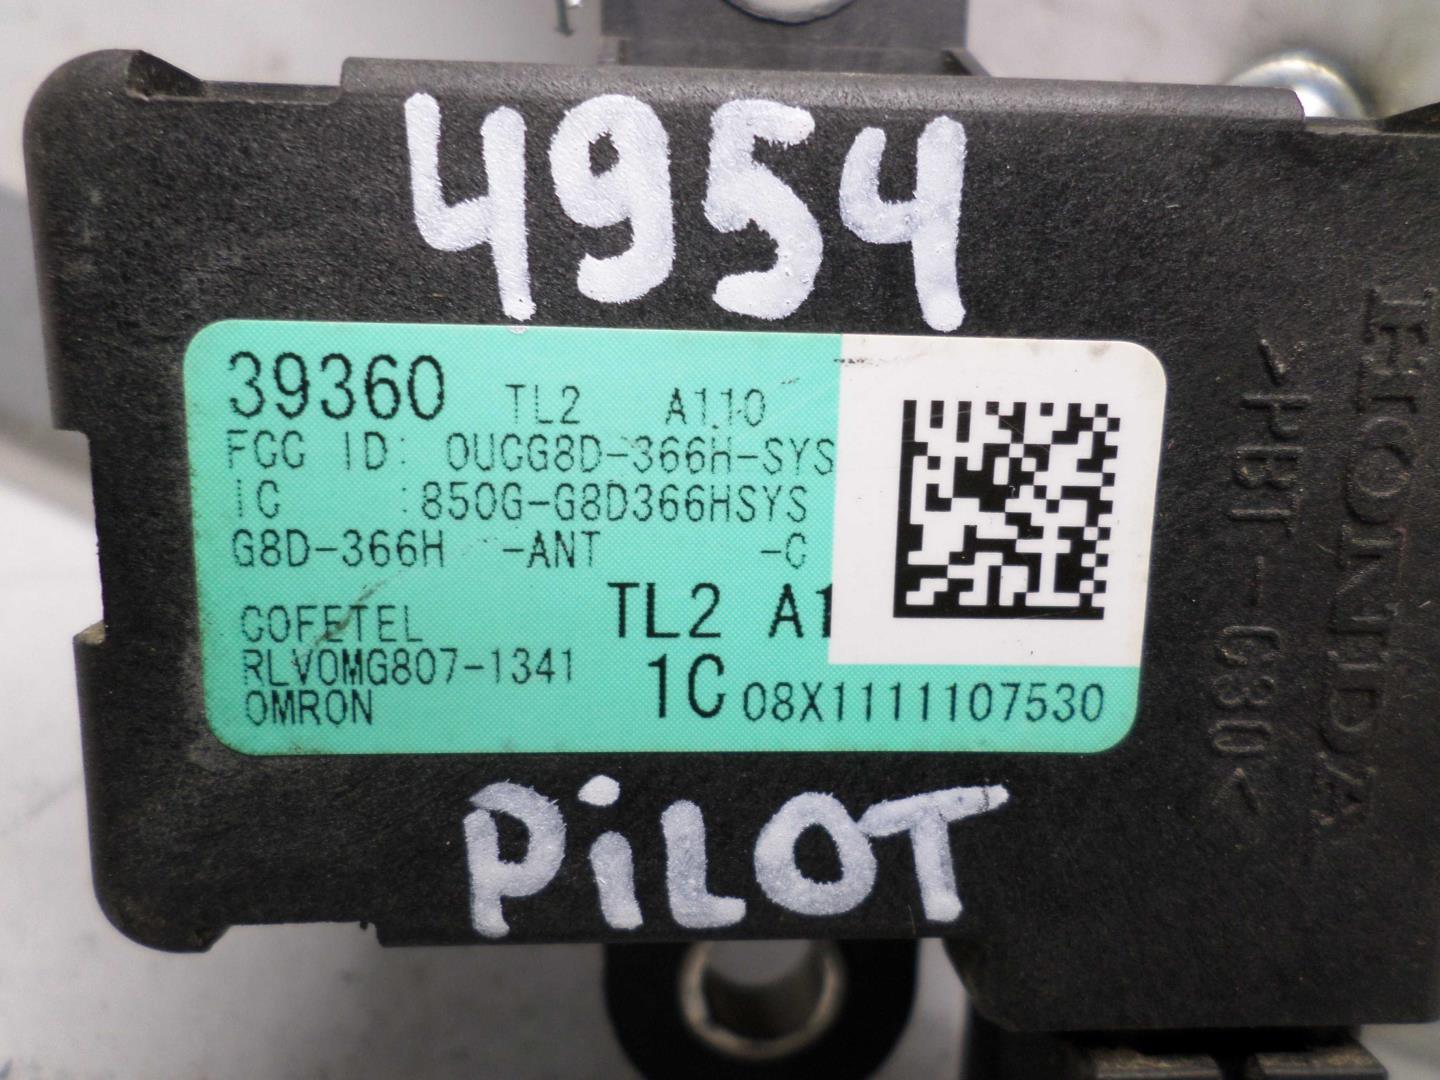 4954
39360 TL2 A110
FCC ID: OUCG8D-366H-SYS
IC :850G-G8D366HSYS
G8D-366H -ANT -C
TL2 A1
COFETEL
RLVOMG807-1341
1C 08X1111107530
OMRON
PiLOT
>PBT-G30<
HONDA